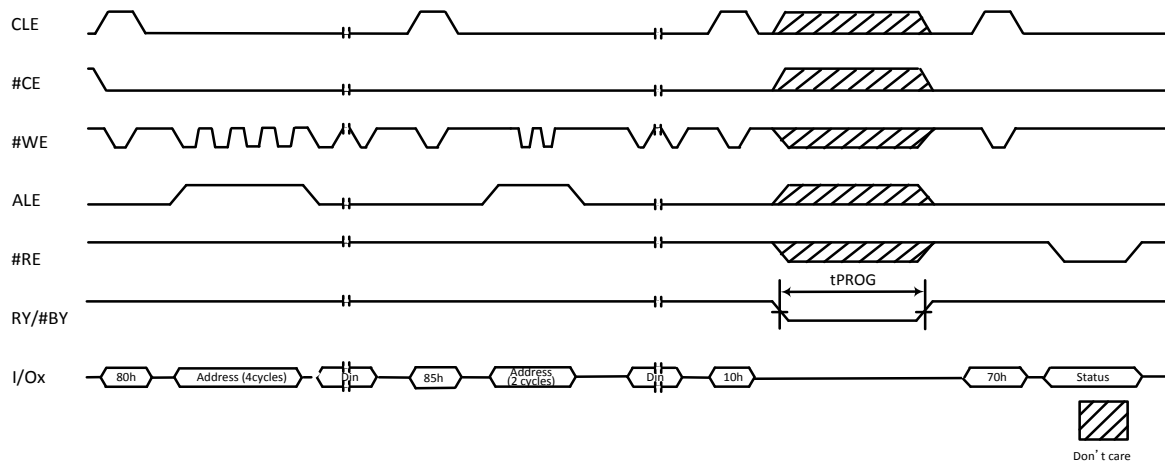 CLE
#CE
#WE
ALE
#RE
tPROG
RY/#BY
I/Ox
80h
Address (4cycles)
Din
85h
Address
(2 cycles)
Din
10h
70h
Status
Don't care